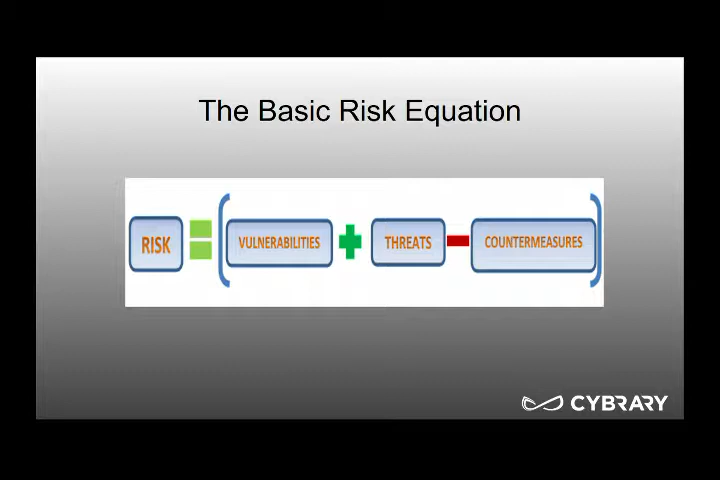 The Basic Risk Equation
RISK = [ VULNERABILITIES + THREATS - COUNTERMEASURES ]
CYBRARY